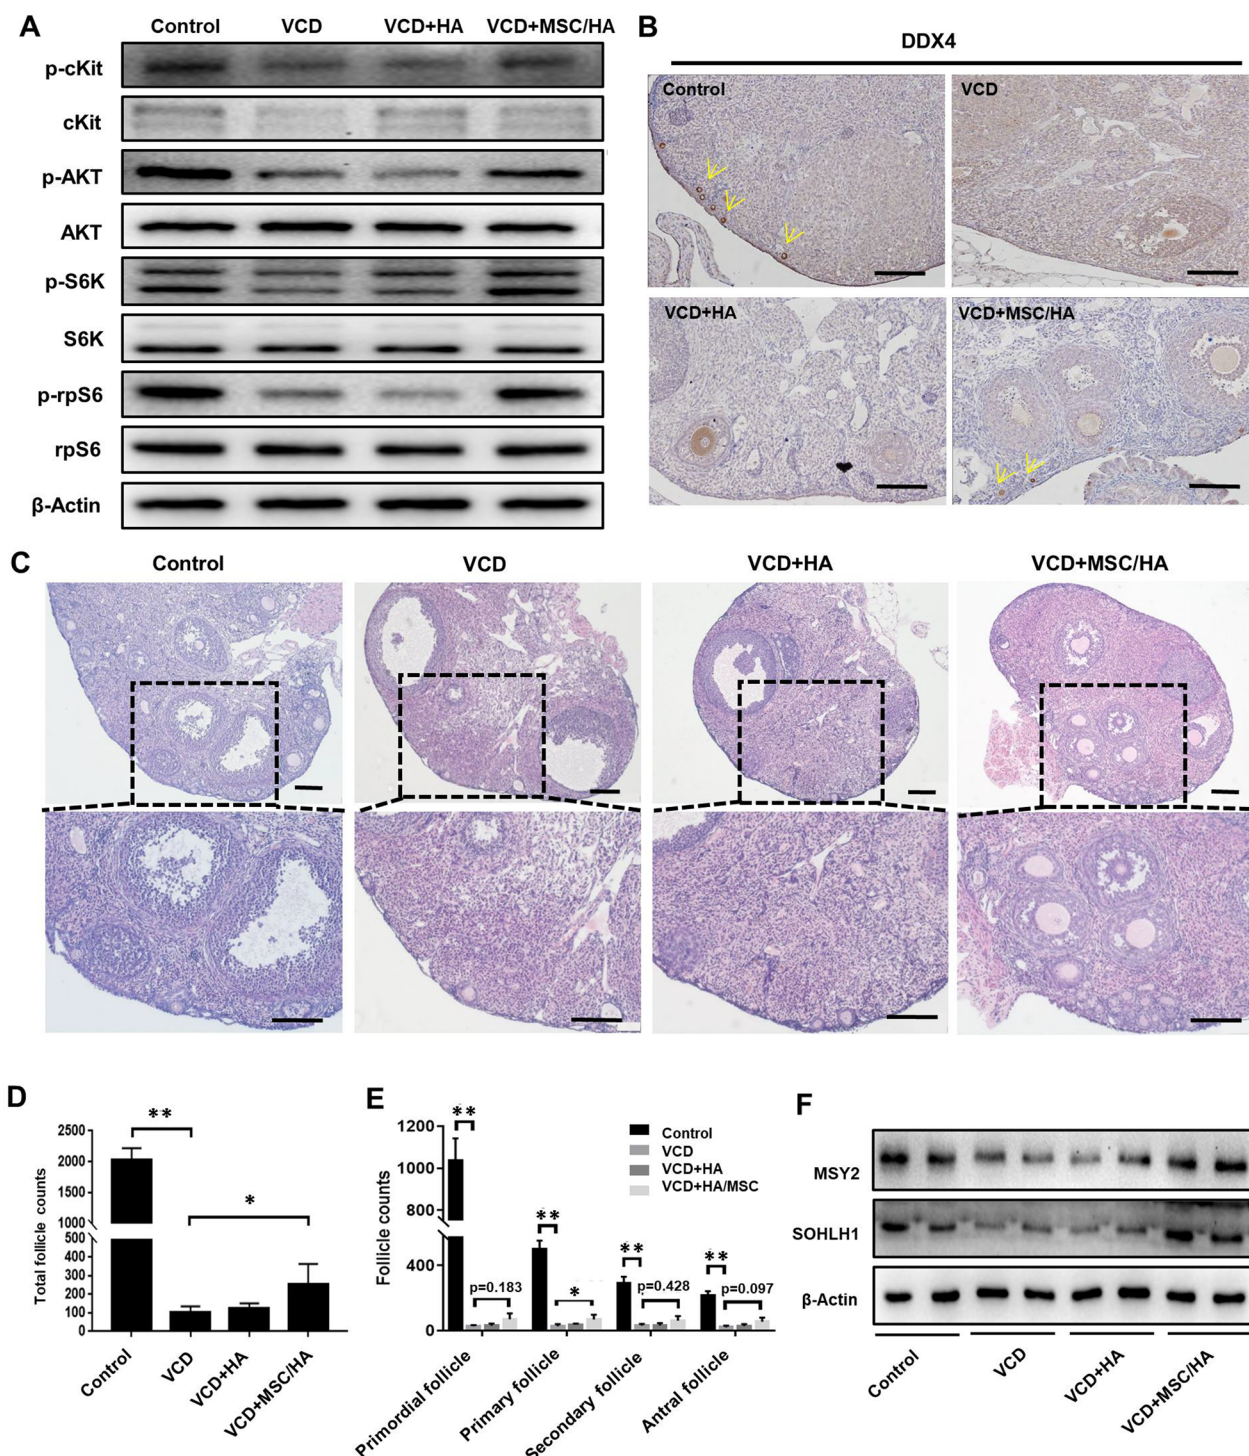 A
Control VCD VCD+HA VCD+MSC/HA
p-cKit
cKit
p-AKT
AKT
p-S6K
S6K
p-rpS6
rpS6
β-Actin
B
DDX4
Control
VCD
VCD+HA
VCD+MSC/HA
C
Control VCD VCD+HA VCD+MSC/HA
D
Total follicle counts
2500
2000
1500
1000
500
400
300
200
100
0
**
*
Control
VCD
VCD+HA
VCD+MSC/HA
E
Follicle counts
1200
1000
800
400
0
**
p=0.183
**
*
**
p=0.428
**
p=0.097
Control
VCD
VCD+HA
VCD+HA/MSC
Primordial follicle
Primary follicle
Secondary follicle
Antral follicle
F
MSY2
SOHLH1
β-Actin
Control
VCD
VCD+HA
VCD+MSC/HA